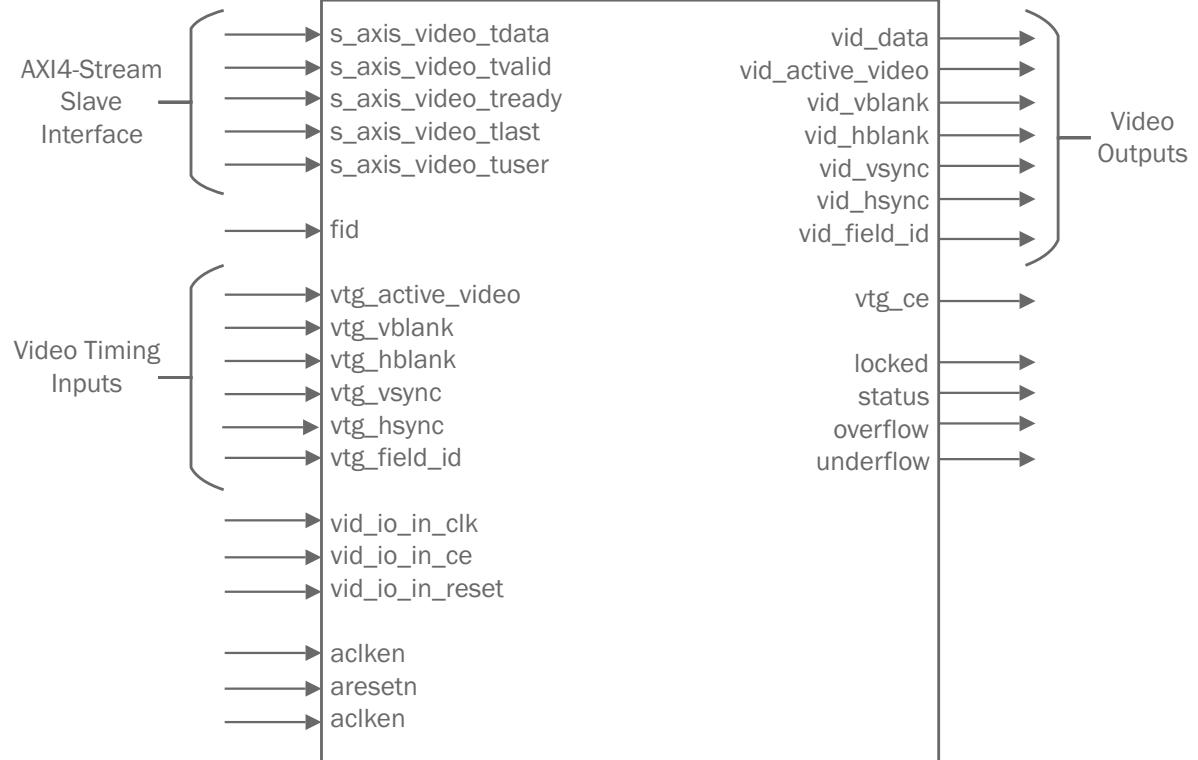 AXI4-Stream
Slave
Interface
s_axis_video_tdata
s_axis_video_tvalid
s_axis_video_tready
s_axis_video_tlast
s_axis_video_tuser
fid
Video Timing
Inputs
vtg_active_video
vtg_vblank
vtg_hblank
vtg_vsync
vtg_hsync
vtg_field_id
vid_io_in_clk
vid_io_in_ce
vid_io_in_reset
aclken
aresetn
aclken
vid_data
vid_active_video
vid_vblank
vid_hblank
vid_vsync
vid_hsync
vid_field_id
Video
Outputs
vtg_ce
locked
status
overflow
underflow